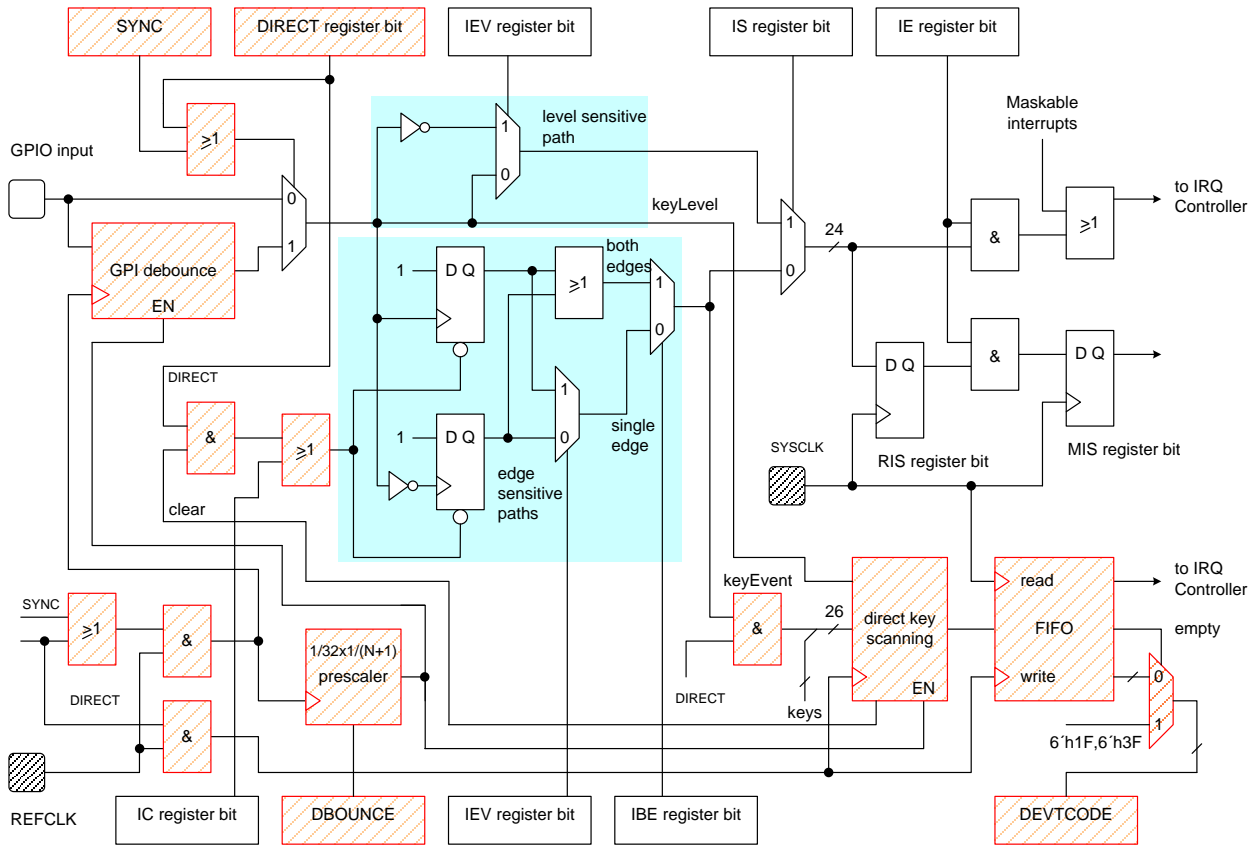 SYNC
DIRECT register bit
IEV register bit
IS register bit
IE register bit
Maskable
interrupts
level sensitive
path
1
0
≥1
GPIO input
0
1
keyLevel
1
0
24
&
≥1
to IRQ
Controller
GPI debounce
EN
1
D Q
both
edges
≥1
1
0
D Q
&
D Q
DIRECT
&
≥1
1
D Q
1
0
single
edge
edge
sensitive
paths
SYSCLK
RIS register bit
MIS register bit
clear
keyEvent
26
&
direct key
scanning
EN
read
FIFO
write
to IRQ
Controller
empty
0
1
SYNC
≥1
&
1/32x1/(N+1)
prescaler
DIRECT
&
DIRECT
keys
6´h1F,6´h3F
REFCLK
IC register bit
DBOUNCE
IEV register bit
IBE register bit
DEVTCODE